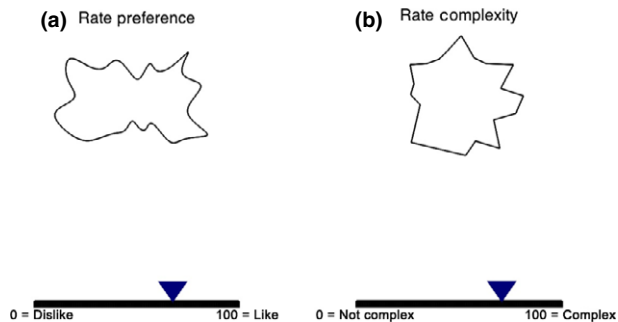 (a) Rate preference
(b) Rate complexity
0 = Dislike 100 = Like
0 = Not complex 100 = Complex